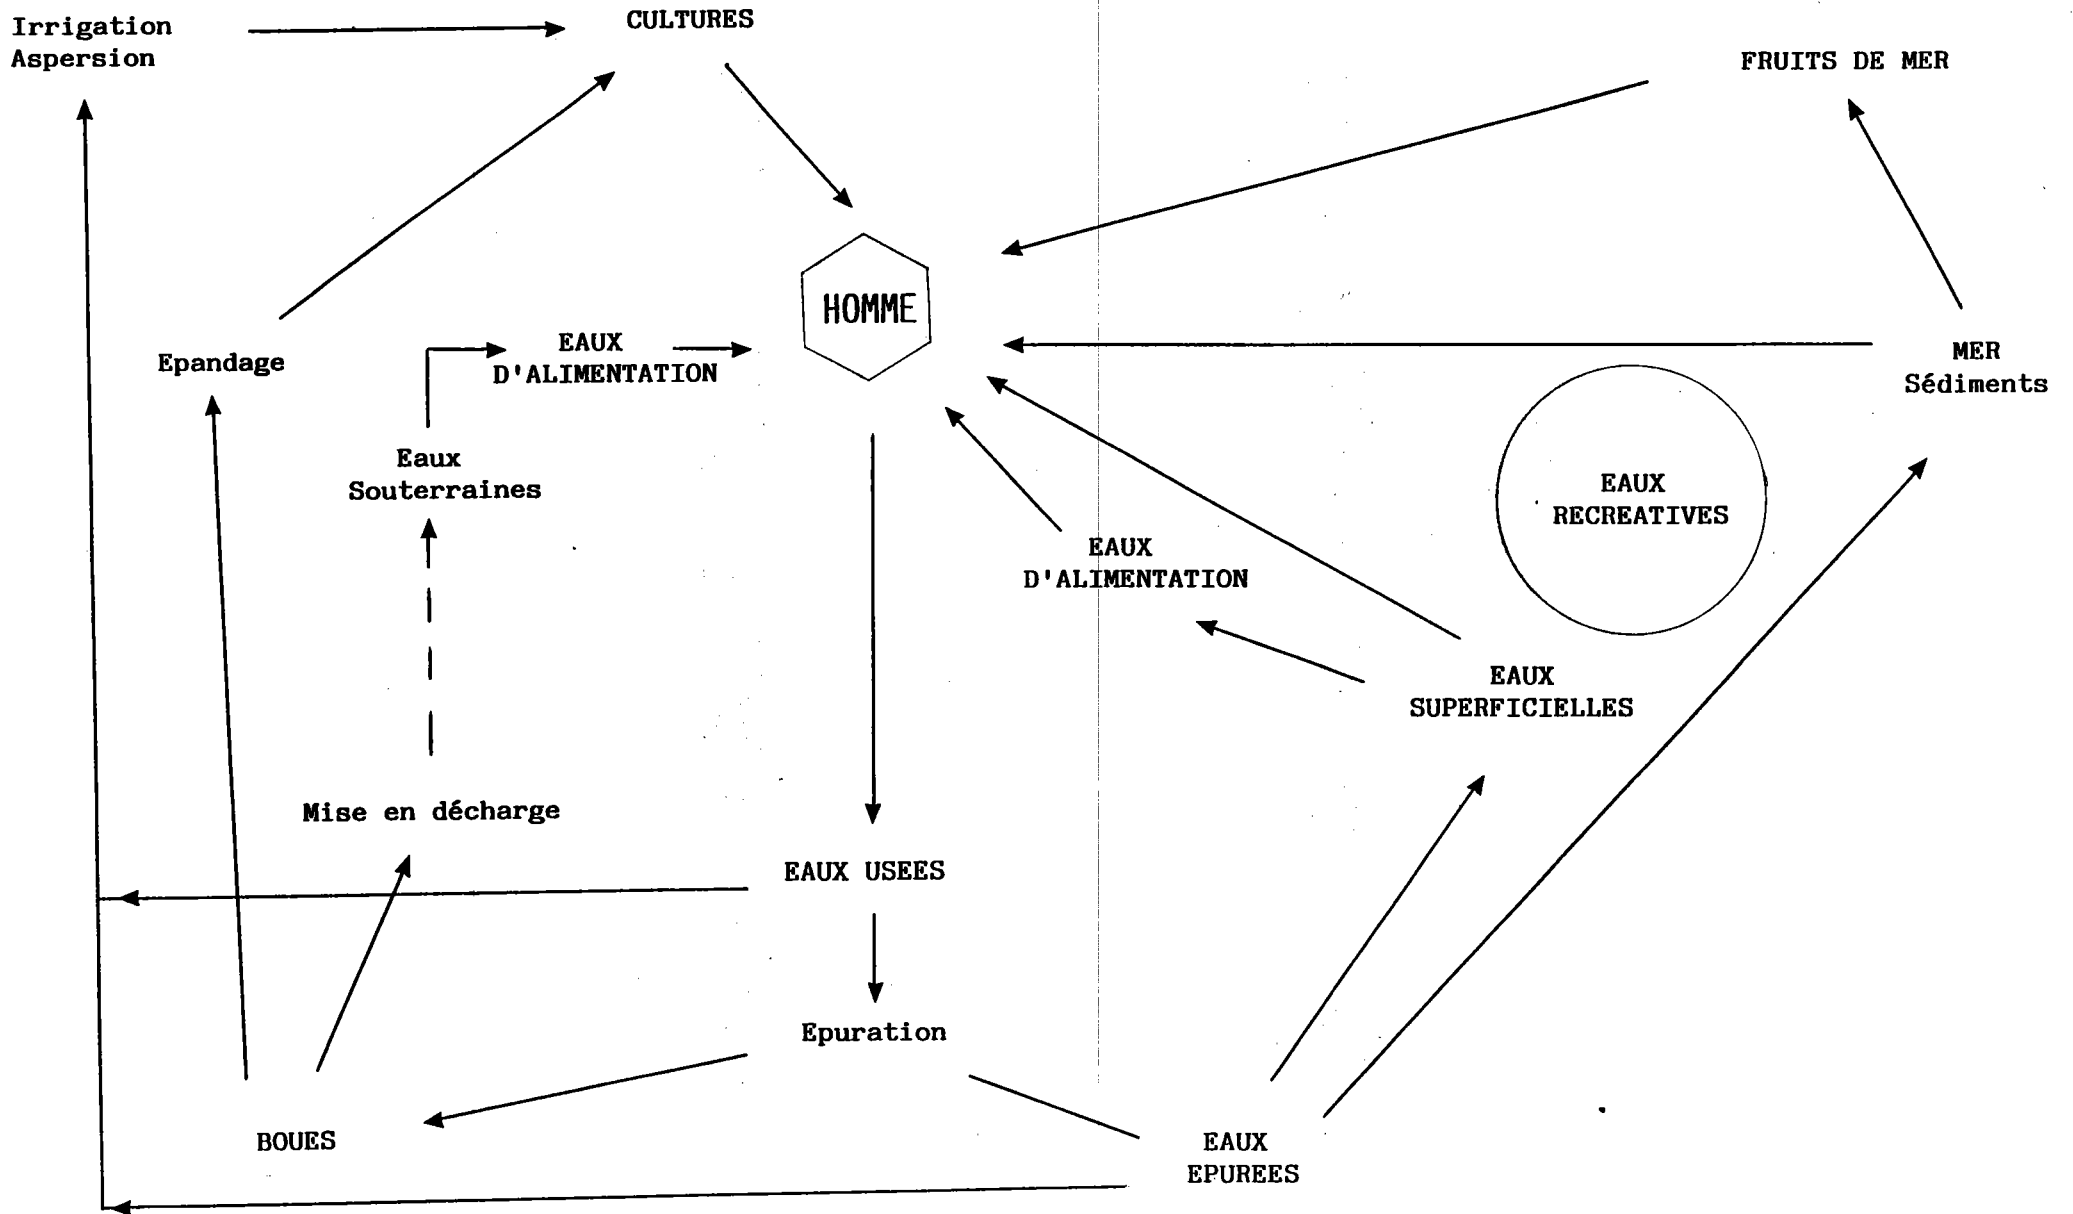 Irrigation
Aspersion
CULTURES
FRUITS DE MER
HOMME
EAUX
D'ALIMENTATION
Epandage
MER
Sédiments
Eaux
Souterraines
EAUX
RECREATIVES
EAUX
D'ALIMENTATION
EAUX
SUPERFICIELLES
Mise en décharge
EAUX USEES
Epuration
BOUES
EAUX
EPUREES